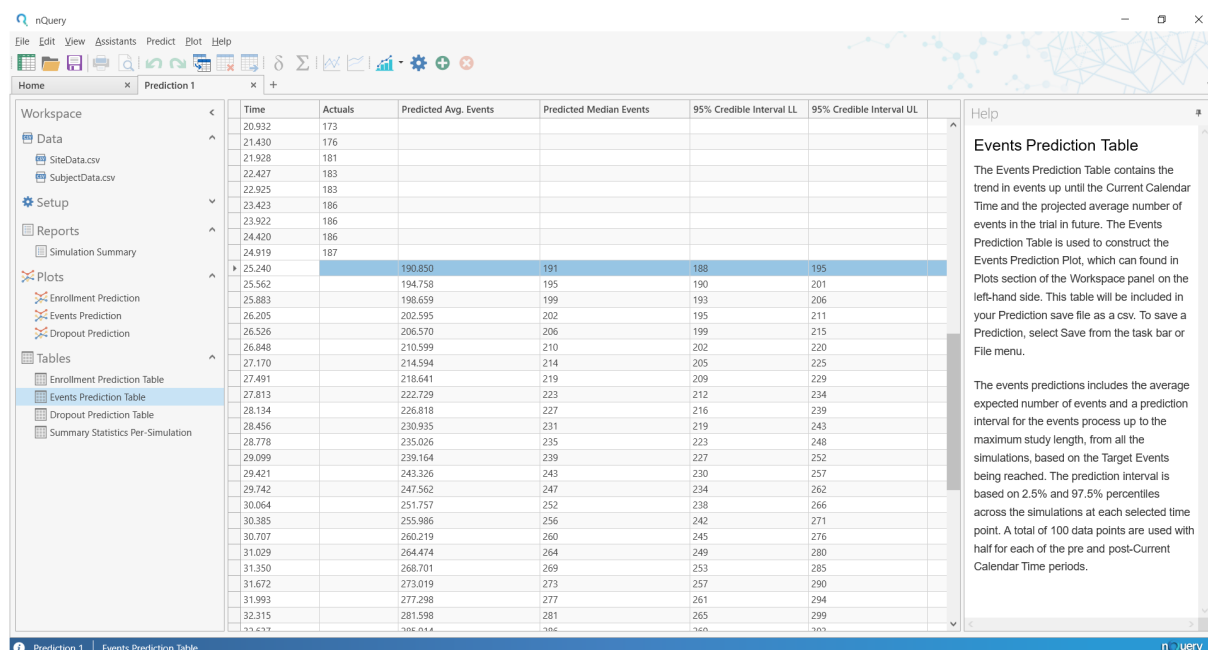 nQuery
File Edit View Assistants Predict Plot Help
Home × Prediction 1 × +
Workspace
Data
SiteData.csv
SubjectData.csv
Setup
Reports
Simulation Summary
Plots
Enrollment Prediction
Events Prediction
Dropout Prediction
Tables
Enrollment Prediction Table
Events Prediction Table
Dropout Prediction Table
Summary Statistics Per-Simulation
Time Actuals Predicted Avg. Events Predicted Median Events 95% Credible Interval LL 95% Credible Interval UL
20.932 173
21.430 176
21.928 181
22.427 183
22.925 183
23.423 186
23.922 186
24.420 186
24.919 187
25.240 190.850 191 188 195
25.562 194.758 195 190 201
25.883 198.659 199 193 206
26.205 202.595 202 195 211
26.526 206.570 206 199 215
26.848 210.599 210 202 220
27.170 214.594 214 205 225
27.491 218.641 219 209 229
27.813 222.729 223 212 234
28.134 226.818 227 216 239
28.456 230.935 231 219 243
28.778 235.026 235 223 248
29.099 239.164 239 227 252
29.421 243.326 243 230 257
29.742 247.562 247 234 262
30.064 251.757 252 238 266
30.385 255.986 256 242 271
30.707 260.219 260 245 276
31.029 264.474 264 249 280
31.350 268.701 269 253 285
31.672 273.019 273 257 290
31.993 277.298 277 261 294
32.315 281.598 281 265 299
Help
Events Prediction Table
The Events Prediction Table contains the
trend in events up until the Current Calendar
Time and the projected average number of
events in the trial in future. The Events
Prediction Table is used to construct the
Events Prediction Plot, which can found in
Plots section of the Workspace panel on the
left-hand side. This table will be included in
your Prediction save file as a csv. To save a
Prediction, select Save from the task bar or
File menu.
The events predictions includes the average
expected number of events and a prediction
interval for the events process up to the
maximum study length, from all the
simulations, based on the Target Events
being reached. The prediction interval is
based on 2.5% and 97.5% percentiles
across the simulations at each selected time
point. A total of 100 data points are used with
half for each of the pre and post-Current
Calendar Time periods.
Prediction 1 | Events Prediction Table
nQuery